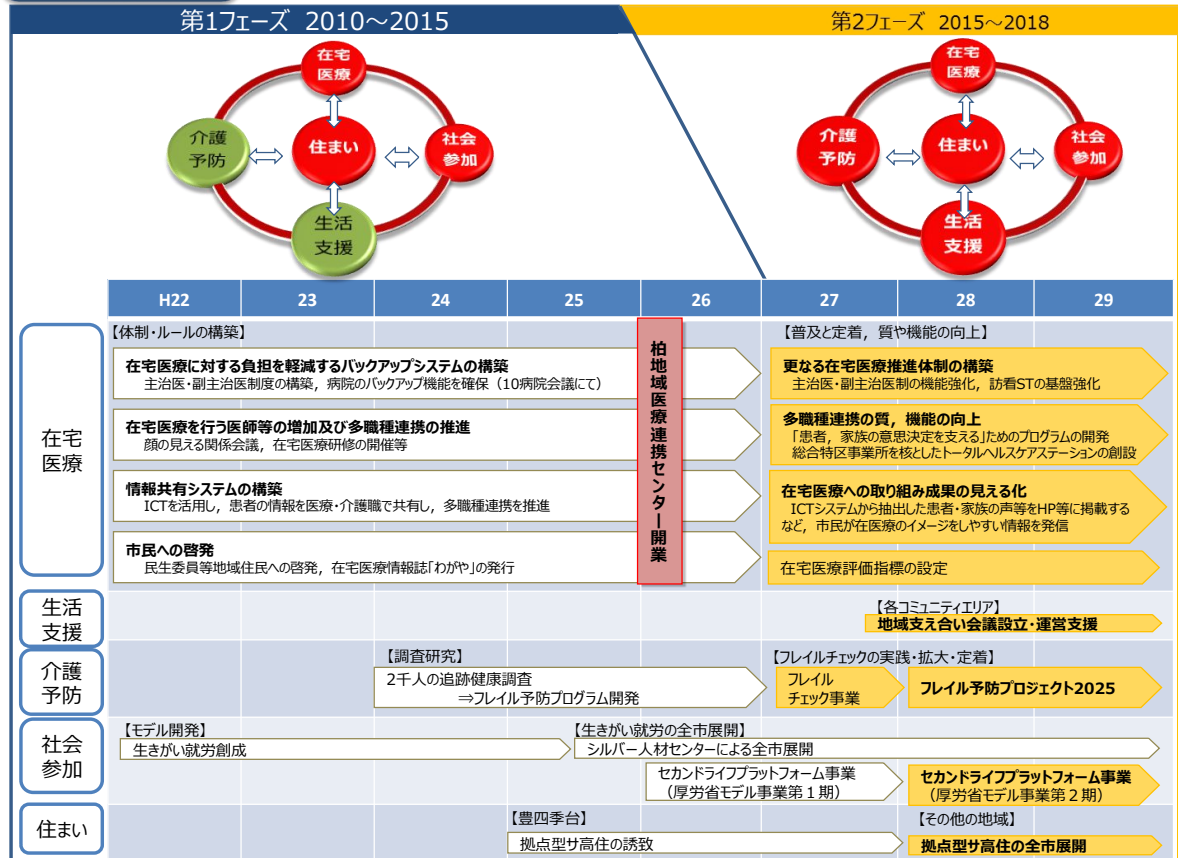 第1フェーズ 2010～2015
第2フェーズ 2015～2018
在宅
医療
介護
予防
住まい
社会
参加
生活
支援
在宅
医療
介護
予防
住まい
社会
参加
生活
支援
H22
23
24
25
26
27
28
29
在宅
医療
【体制・ルールの構築】
在宅医療に対する負担を軽減するバックアップシステムの構築
主治医・副主治医制度の構築，病院のバックアップ機能を確保（10病院会議にて）
在宅医療を行う医師等の増加及び多職種連携の推進
顔の見える関係会議，在宅医療研修の開催等
情報共有システムの構築
ICTを活用し，患者の情報を医療・介護職で共有し，多職種連携を推進
市民への啓発
民生委員等地域住民への啓発，在宅医療情報誌「わがや」の発行
柏地域医療連携センター開業
【普及と定着，質や機能の向上】
更なる在宅医療推進体制の構築
主治医・副主治医制の機能強化，訪看STの基盤強化
多職種連携の質，機能の向上
「患者，家族の意思決定を支える」ためのプログラムの開発
総合特区事業所を核としたトータルヘルスケアステーションの創設
在宅医療への取り組み成果の見える化
ICTシステムから抽出した患者・家族の声等をHP等に掲載する
など，市民が在医療のイメージをしやすい情報を発信
在宅医療評価指標の設定
生活
支援
【各コミュニティエリア】
地域支え合い会議設立・運営支援
介護
予防
【調査研究】
2千人の追跡健康調査
⇒フレイル予防プログラム開発
【フレイルチェックの実践・拡大・定着】
フレイル
チェック事業
フレイル予防プロジェクト2025
社会
参加
【モデル開発】
生きがい就労創成
【生きがい就労の全市展開】
シルバー人材センターによる全市展開
セカンドライフプラットフォーム事業
（厚労省モデル事業第１期）
セカンドライフプラットフォーム事業
（厚労省モデル事業第２期）
住まい
【豊四季台】
拠点型サ高住の誘致
【その他の地域】
拠点型サ高住の全市展開